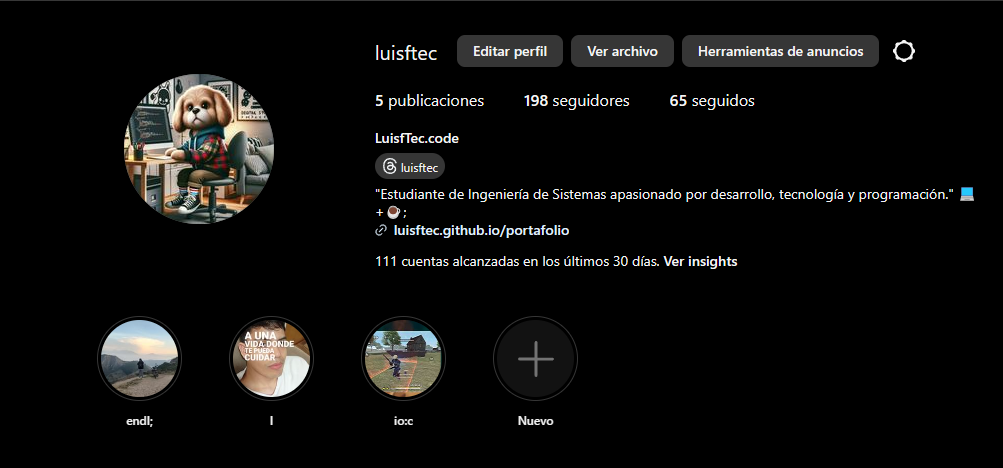 luisftec Editar perfil Ver archivo Herramientas de anuncios
5 publicaciones 198 seguidores 65 seguidos
LuisfTec.code
luisftec
"Estudiante de Ingeniería de Sistemas apasionado por desarrollo, tecnología y programación." 💻
+ ☕ ;
luisftec.github.io/portafolio
111 cuentas alcanzadas en los últimos 30 días. Ver insights
A UNA
VIDA DONDE
TE PUEDA
CUIDAR
endl; l io:c Nuevo